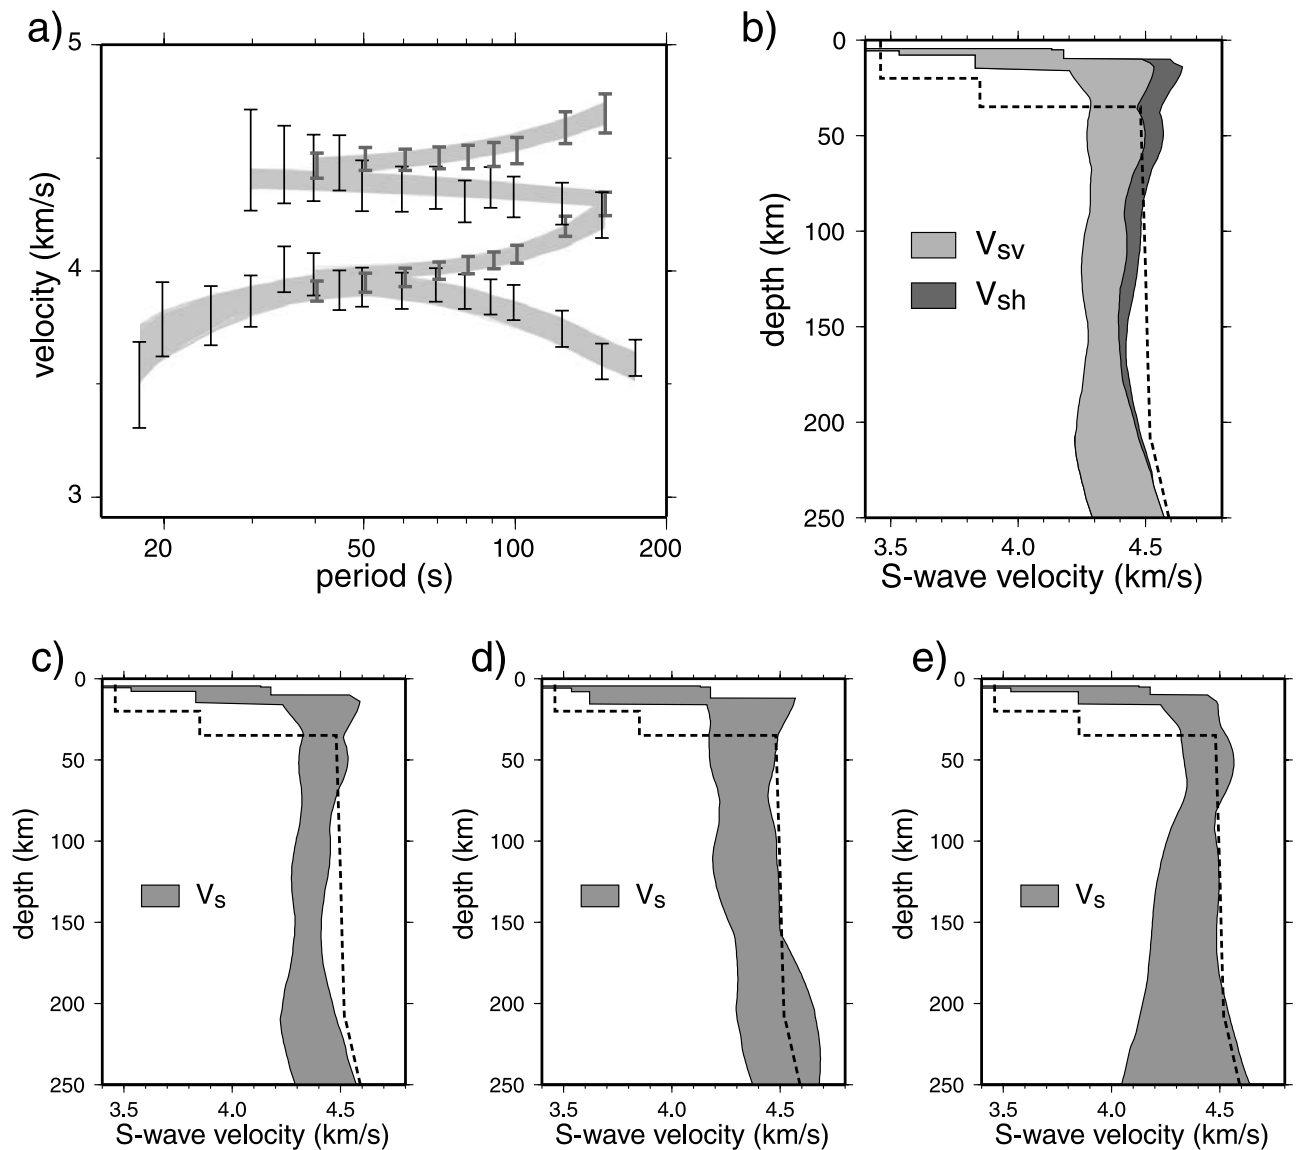 a)
5
4
3
velocity (km/s)
20
50
100
200
period (s)
b)
0
50
100
150
200
250
depth (km)
Vsv
Vsh
3.5
4.0
4.5
S-wave velocity (km/s)
c)
0
50
100
150
200
250
depth (km)
Vs
3.5
4.0
4.5
S-wave velocity (km/s)
d)
0
50
100
150
200
250
depth (km)
Vs
3.5
4.0
4.5
S-wave velocity (km/s)
e)
0
50
100
150
200
250
depth (km)
Vs
3.5
4.0
4.5
S-wave velocity (km/s)